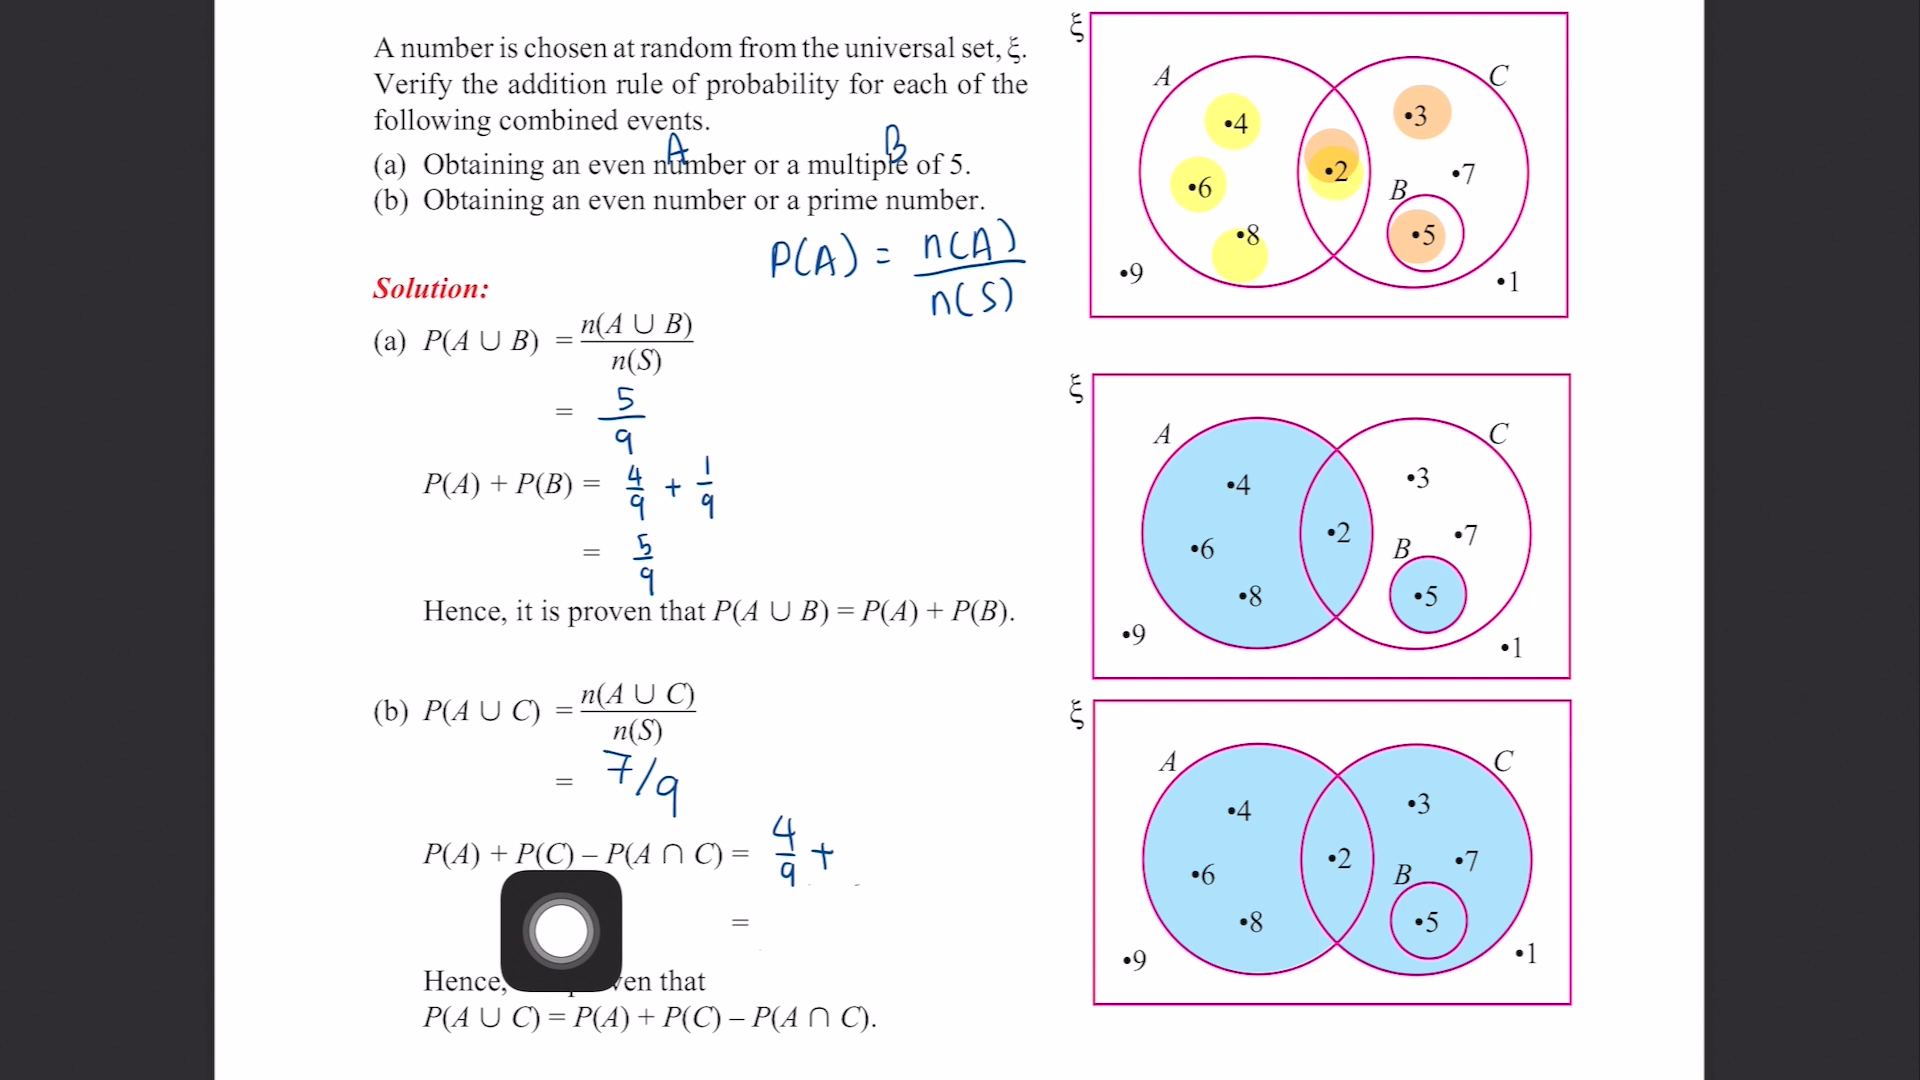 A number is chosen at random from the universal set, ξ.
Verify the addition rule of probability for each of the
following combined events.
A B
(a) Obtaining an even number or a multiple of 5.
(b) Obtaining an even number or a prime number.
P(A) = n(A)/n(S)
Solution:
(a) P(A ∪ B) = n(A ∪ B)/n(S)
= 5/9
P(A) + P(B) = 4/9 + 1/9
= 5/9
Hence, it is proven that P(A ∪ B) = P(A) + P(B).
(b) P(A ∪ C) = n(A ∪ C)/n(S)
= 7/9
P(A) + P(C) – P(A ∩ C) = 4/9 +
=
Hence, that
P(A ∪ C) = P(A) + P(C) – P(A ∩ C).
ξ
A C
•4 •3
•2 •7
•6 B
•8 •5
•9 •1
ξ
A C
•4 •3
•2 •7
•6 B
•8 •5
•9 •1
ξ
A C
•4 •3
•2 •7
•6 B
•8 •5
•9 •1